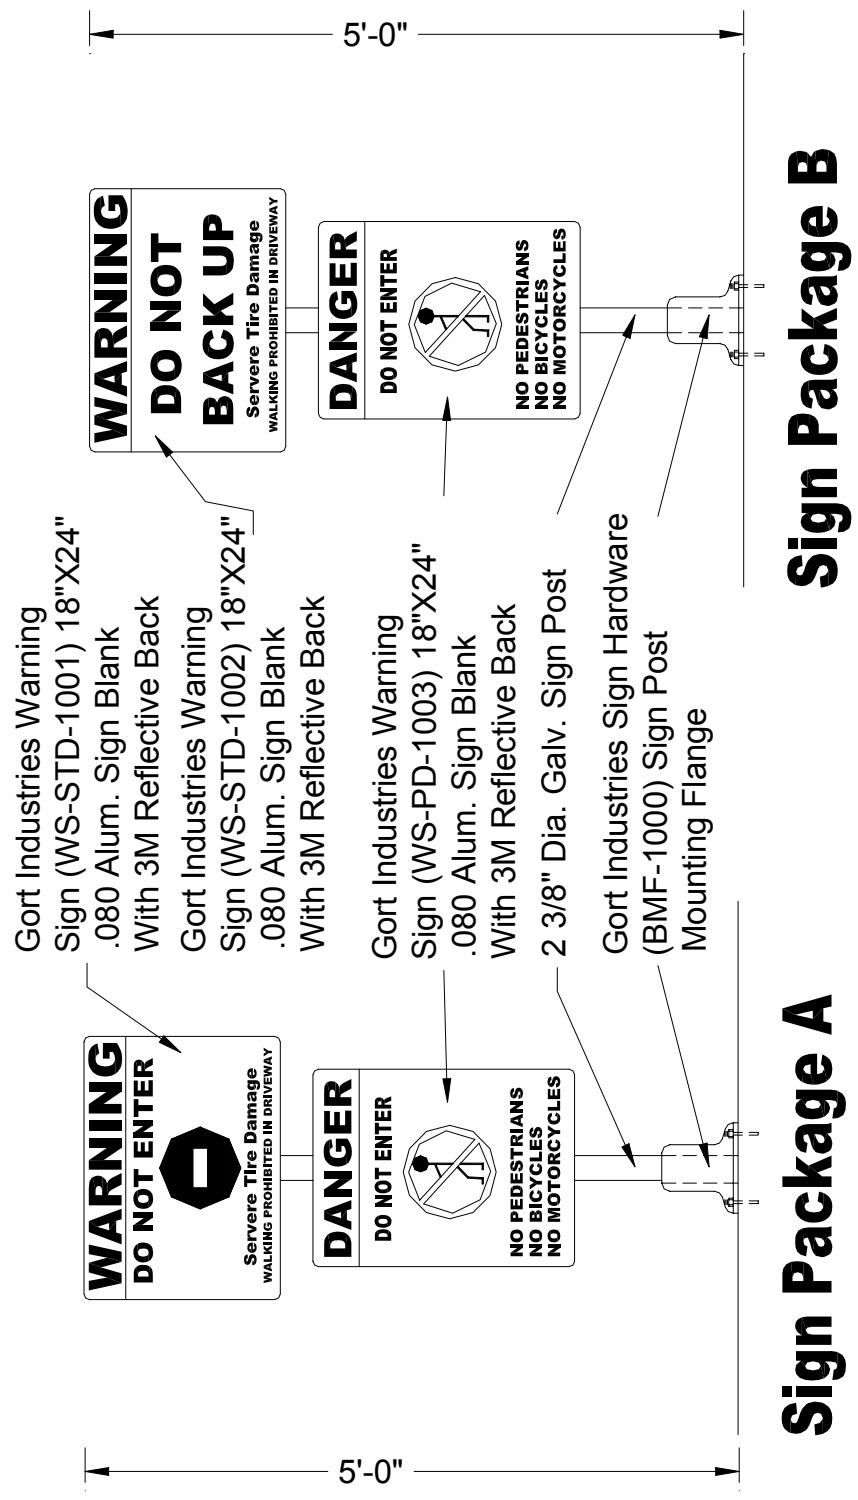 5'-0"
WARNING
DO NOT ENTER
Servere Tire Damage
WALKING PROHIBITED IN DRIVEWAY
DANGER
DO NOT ENTER
NO PEDESTRIANS
NO BICYCLES
NO MOTORCYCLES
Sign Package A
Gort Industries Warning
Sign (WS-STD-1001) 18"X24"
.080 Alum. Sign Blank
With 3M Reflective Back
Gort Industries Warning
Sign (WS-STD-1002) 18"X24"
.080 Alum. Sign Blank
With 3M Reflective Back
Gort Industries Warning
Sign (WS-PD-1003) 18"X24"
.080 Alum. Sign Blank
With 3M Reflective Back
2 3/8" Dia. Galv. Sign Post
Gort Industries Sign Hardware
(BMF-1000) Sign Post
Mounting Flange
WARNING
DO NOT
BACK UP
Servere Tire Damage
WALKING PROHIBITED IN DRIVEWAY
DANGER
DO NOT ENTER
NO PEDESTRIANS
NO BICYCLES
NO MOTORCYCLES
5'-0"
Sign Package B